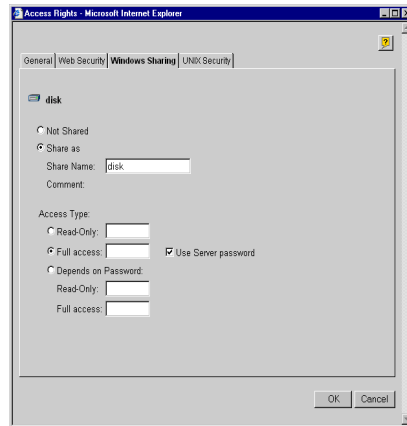 Access Rights - Microsoft Internet Explorer
?
General Web Security Windows Sharing UNIX Security
disk
Not Shared
Share as
Share Name: disk
Comment:
Access Type:
Read-Only:
Full access: Use Server password
Depends on Password:
Read-Only:
Full access:
OK Cancel